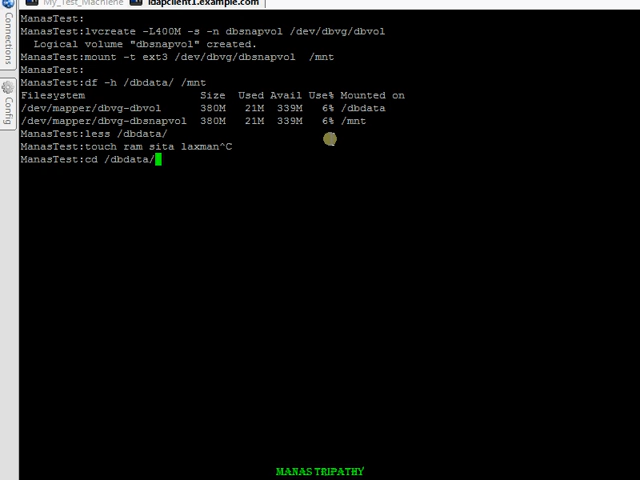 My_Test_Machiene
ldapclient1.example.com
Connections
Config
ManasTest:
ManasTest:lvcreate -L400M -s -n dbsnapvol /dev/dbvg/dbvol
  Logical volume "dbsnapvol" created.
ManasTest:mount -t ext3 /dev/dbvg/dbsnapvol  /mnt
ManasTest:
ManasTest:df -h /dbdata/ /mnt
Filesystem            Size  Used Avail Use% Mounted on
/dev/mapper/dbvg-dbvol  380M   21M  339M   6% /dbdata
/dev/mapper/dbvg-dbsnapvol  380M   21M  339M   6% /mnt
ManasTest:less /dbdata/
ManasTest:touch ram sita laxman^C
ManasTest:cd /dbdata/
MANAS TRIPATHY